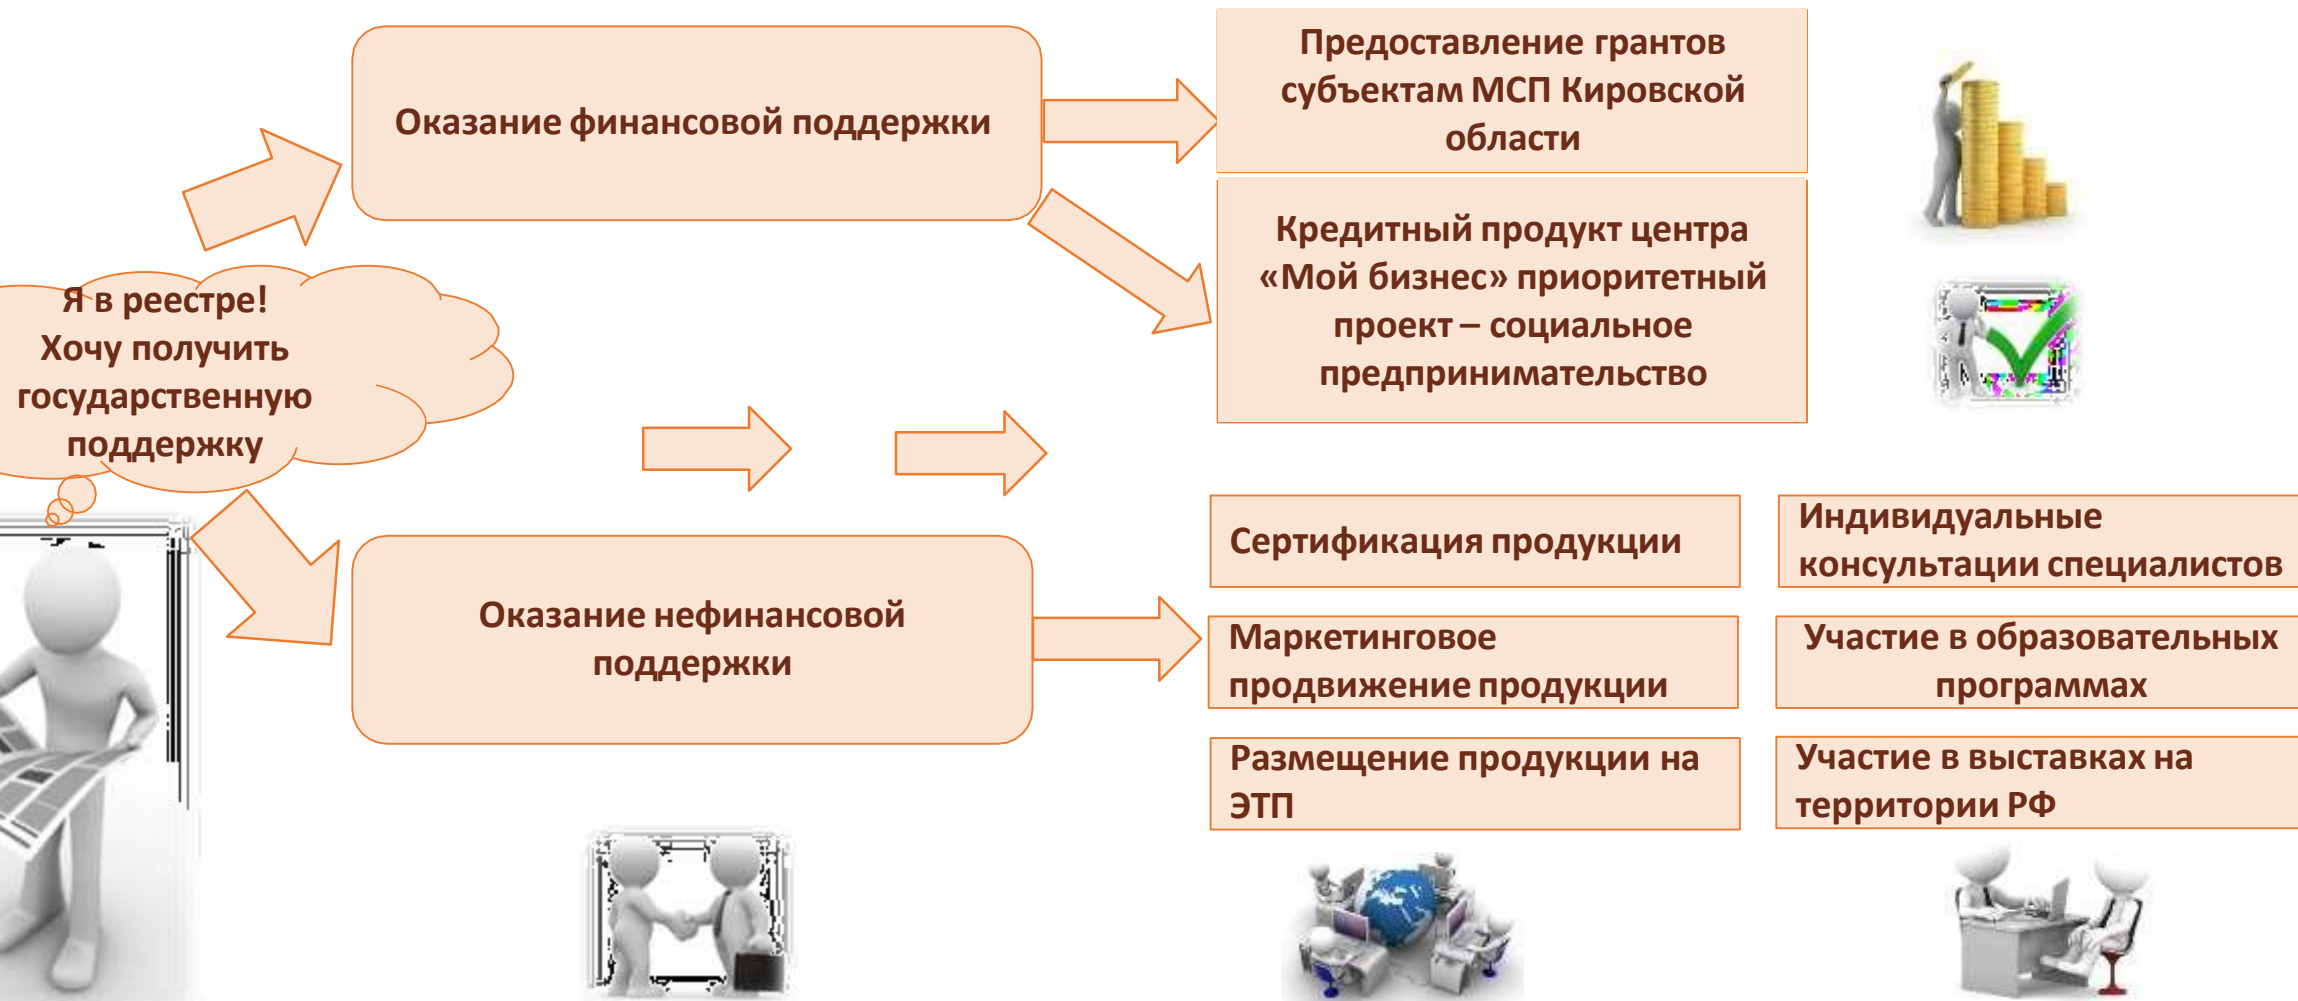 Я в реестре!
Хочу получить
государственную
поддержку
Оказание финансовой поддержки
Предоставление грантов
субъектам МСП Кировской
области
Кредитный продукт центра
«Мой бизнес» приоритетный
проект – социальное
предпринимательство
Оказание нефинансовой
поддержки
Сертификация продукции
Маркетинговое
продвижение продукции
Размещение продукции на
ЭТП
Индивидуальные
консультации специалистов
Участие в образовательных
программах
Участие в выставках на
территории РФ